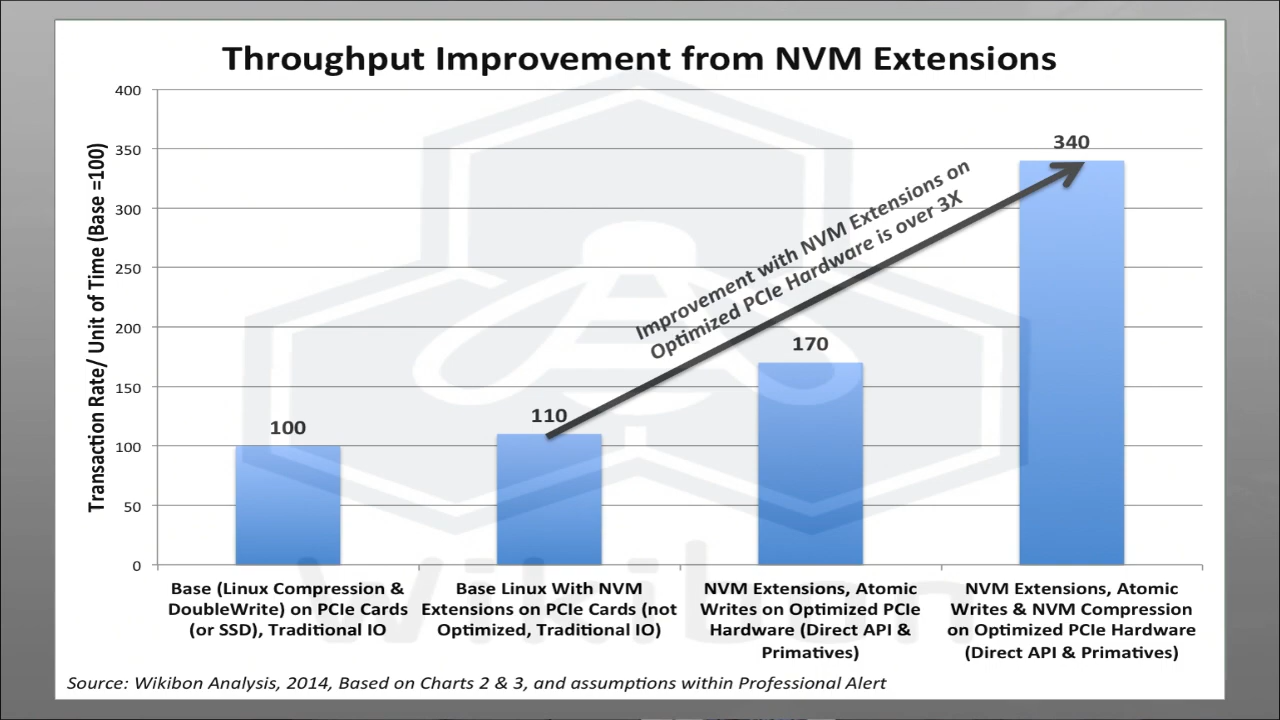 Throughput Improvement from NVM Extensions
Transaction Rate/ Unit of Time (Base =100)
400
350
300
250
200
150
100
50
0
100
110
170
340
Improvement with NVM Extensions on
Optimized PCIe Hardware is over 3X
Base (Linux Compression &
DoubleWrite) on PCIe Cards
(or SSD), Traditional IO
Base Linux With NVM
Extensions on PCIe Cards (not
Optimized, Traditional IO)
NVM Extensions, Atomic
Writes on Optimized PCIe
Hardware (Direct API &
Primatives)
NVM Extensions, Atomic
Writes & NVM Compression
on Optimized PCIe Hardware
(Direct API & Primatives)
Wikibon
Source: Wikibon Analysis, 2014, Based on Charts 2 & 3, and assumptions within Professional Alert